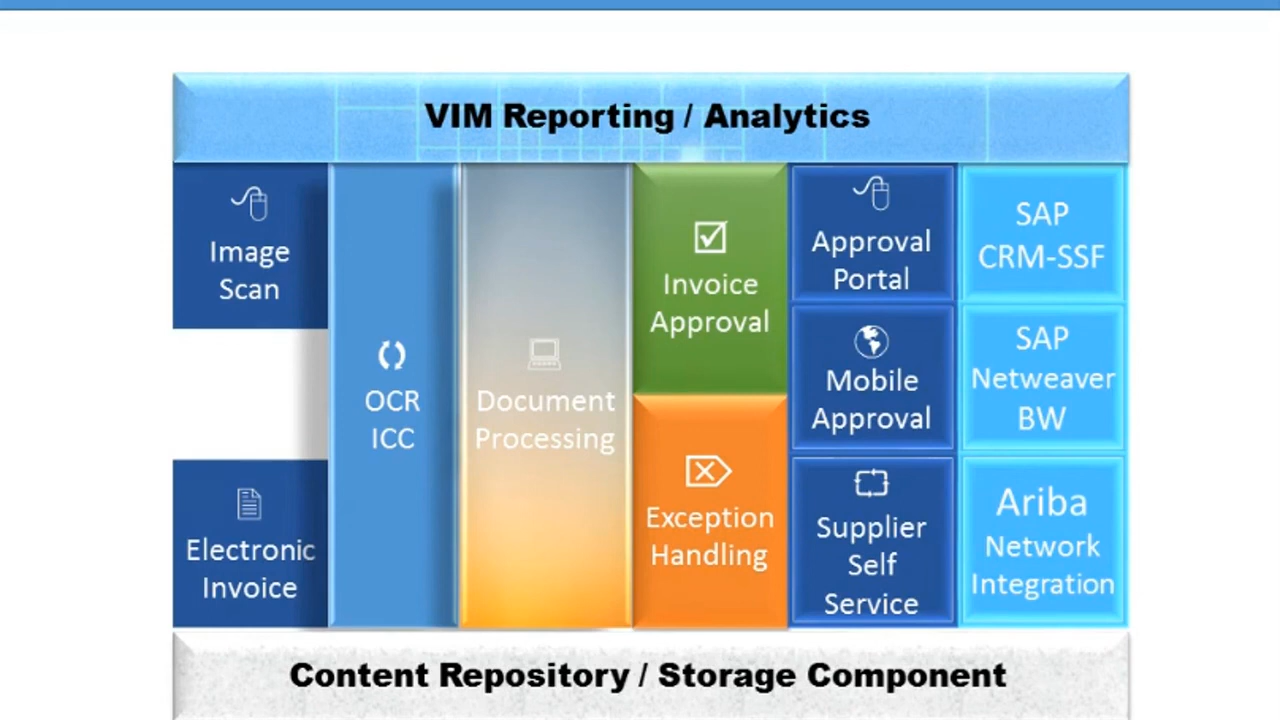 VIM Reporting / Analytics
Image
Scan
Electronic
Invoice
OCR
ICC
Document
Processing
Invoice
Approval
Exception
Handling
Approval
Portal
Mobile
Approval
Supplier
Self
Service
SAP
CRM-SSF
SAP
Netweaver
BW
Ariba
Network
Integration
Content Repository / Storage Component